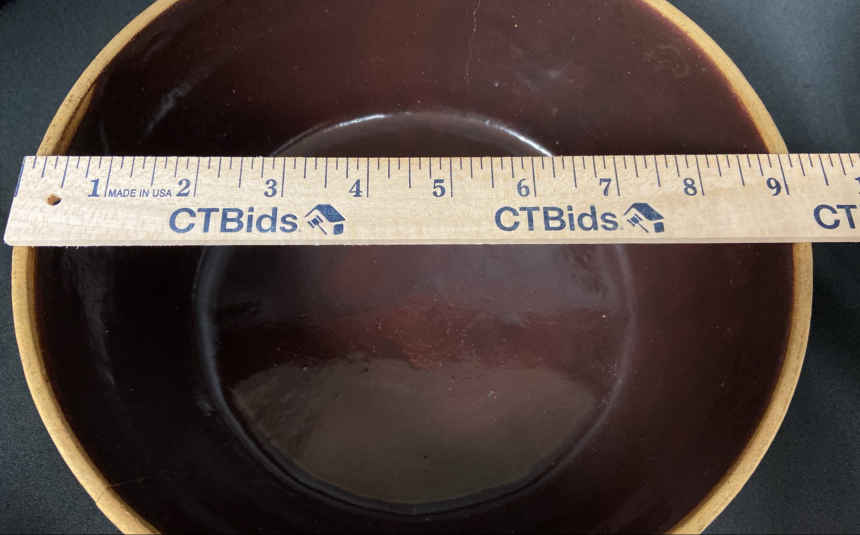 1 MADE IN USA 2 3 4 5 6 7 8 9
CTBids. CTBids. CT